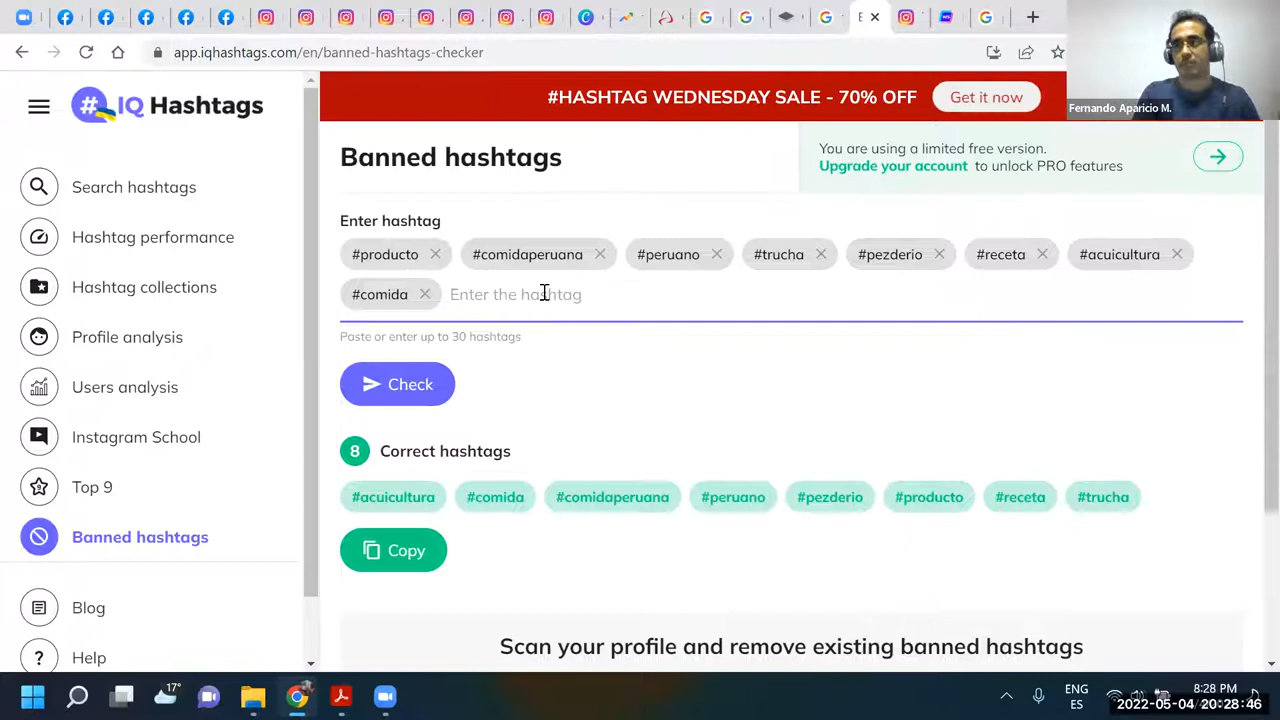 app.iqhashtags.com/en/banned-hashtags-checker
Fernando Aparicio M.
# IQ Hashtags
#HASHTAG WEDNESDAY SALE - 70% OFF
Get it now
Search hashtags
Hashtag performance
Hashtag collections
Profile analysis
Users analysis
Instagram School
Top 9
Banned hashtags
Blog
Help
Banned hashtags
You are using a limited free version.
Upgrade your account to unlock PRO features
Enter hashtag
#producto #comidaperuana #peruano #trucha #pezderio #receta #acuicultura
#comida Enter the hashtag
Paste or enter up to 30 hashtags
Check
8 Correct hashtags
#acuicultura #comida #comidaperuana #peruano #pezderio #producto #receta #trucha
Copy
Scan your profile and remove existing banned hashtags
17°
ENG
ES
8:28 PM
2022-05-04 20:28:46